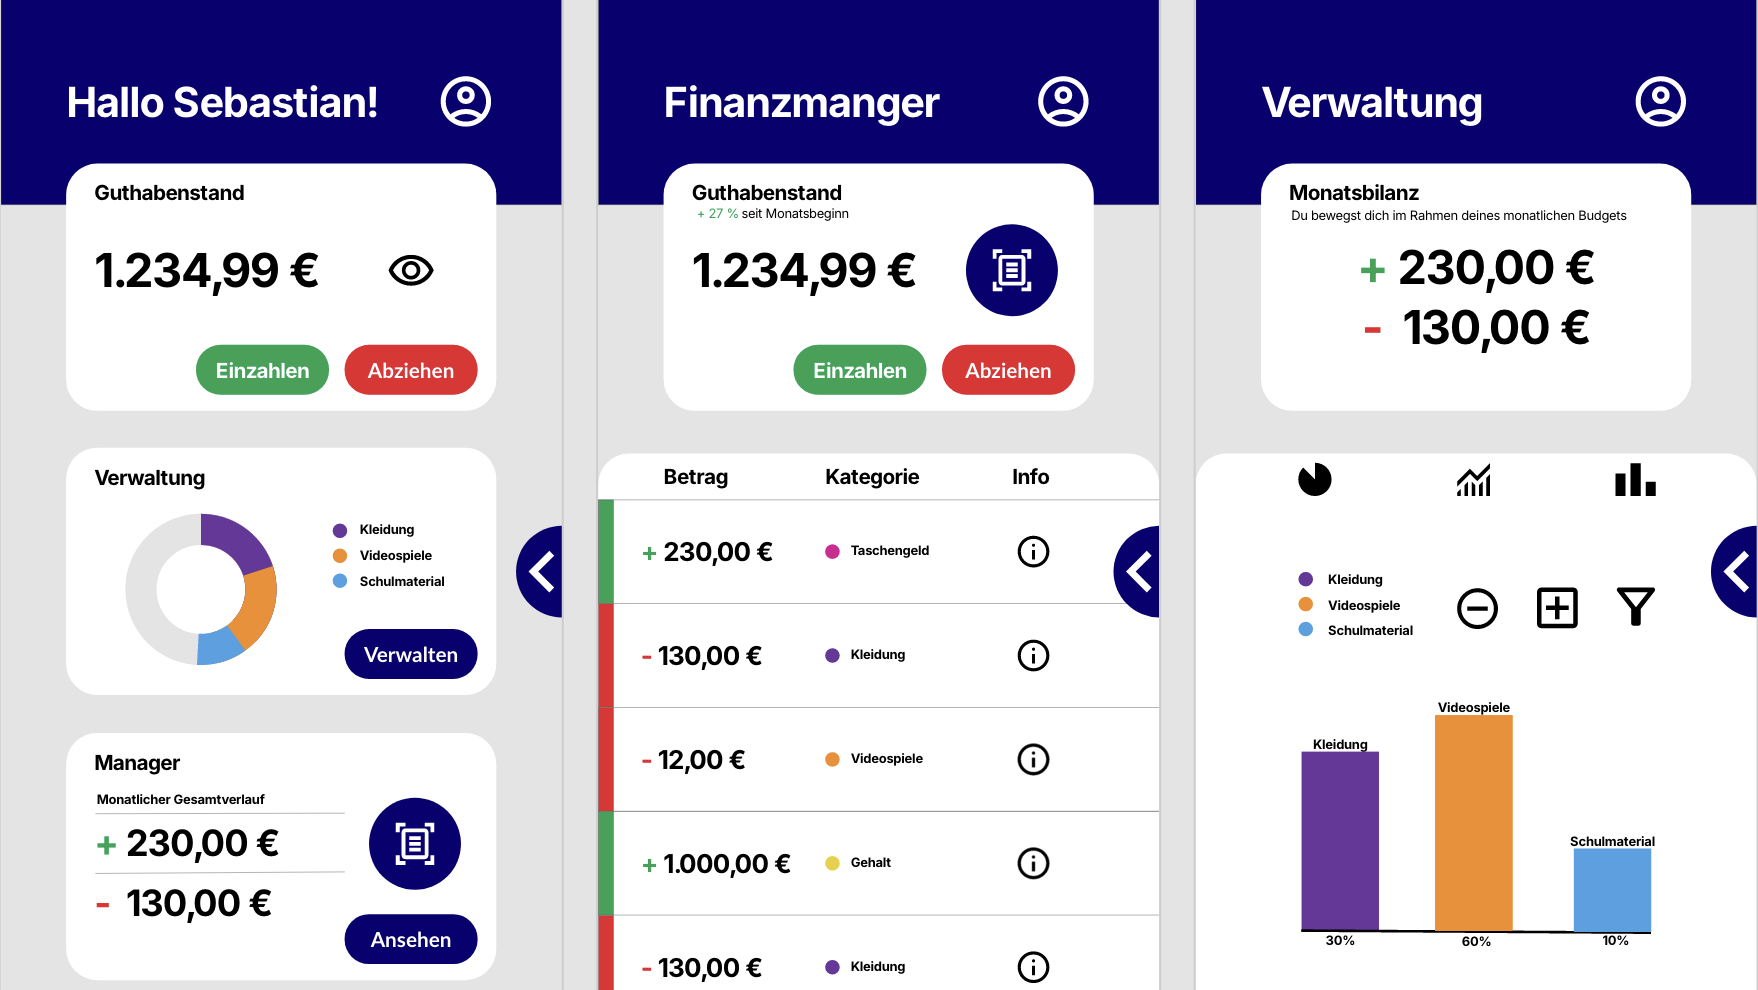 Hallo Sebastian!
Guthabenstand
1.234,99 €
Einzahlen
Abziehen
Verwaltung
Kleidung
Videospiele
Schulmaterial
Verwalten
Manager
Monatlicher Gesamtverlauf
+ 230,00 €
- 130,00 €
Ansehen
Finanzmanger
Guthabenstand
+ 27 % seit Monatsbeginn
1.234,99 €
Einzahlen
Abziehen
Betrag Kategorie Info
+ 230,00 € Taschengeld
- 130,00 € Kleidung
- 12,00 € Videospiele
+ 1.000,00 € Gehalt
- 130,00 € Kleidung
Verwaltung
Monatsbilanz
Du bewegst dich im Rahmen deines monatlichen Budgets
+ 230,00 €
- 130,00 €
Kleidung
Videospiele
Schulmaterial
Kleidung
Videospiele
Schulmaterial
30%
60%
10%